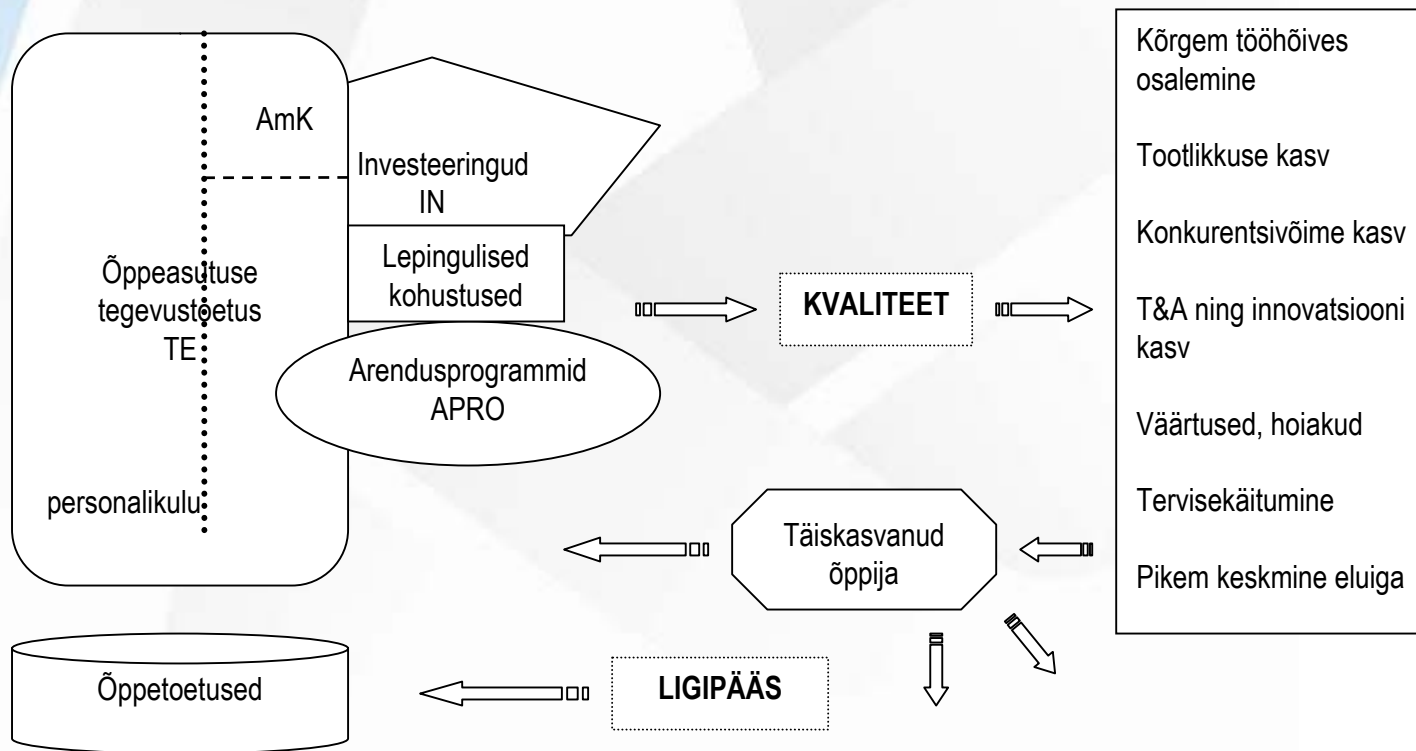 AmK
Investeeringud
IN
Õppeasutuse
tegevustoetus
TE
Lepingulised
kohustused
Arendusprogrammid
APRO
personalikulu
Õppetoetused
KVALITEET
Täiskasvanud
õppija
LIGIPÄÄS
Kõrgem tööhõives
osalemine
Tootlikkuse kasv
Konkurentsivõime kasv
T&A ning innovatsiooni
kasv
Väärtused, hoiakud
Tervisekäitumine
Pikem keskmine eluiga